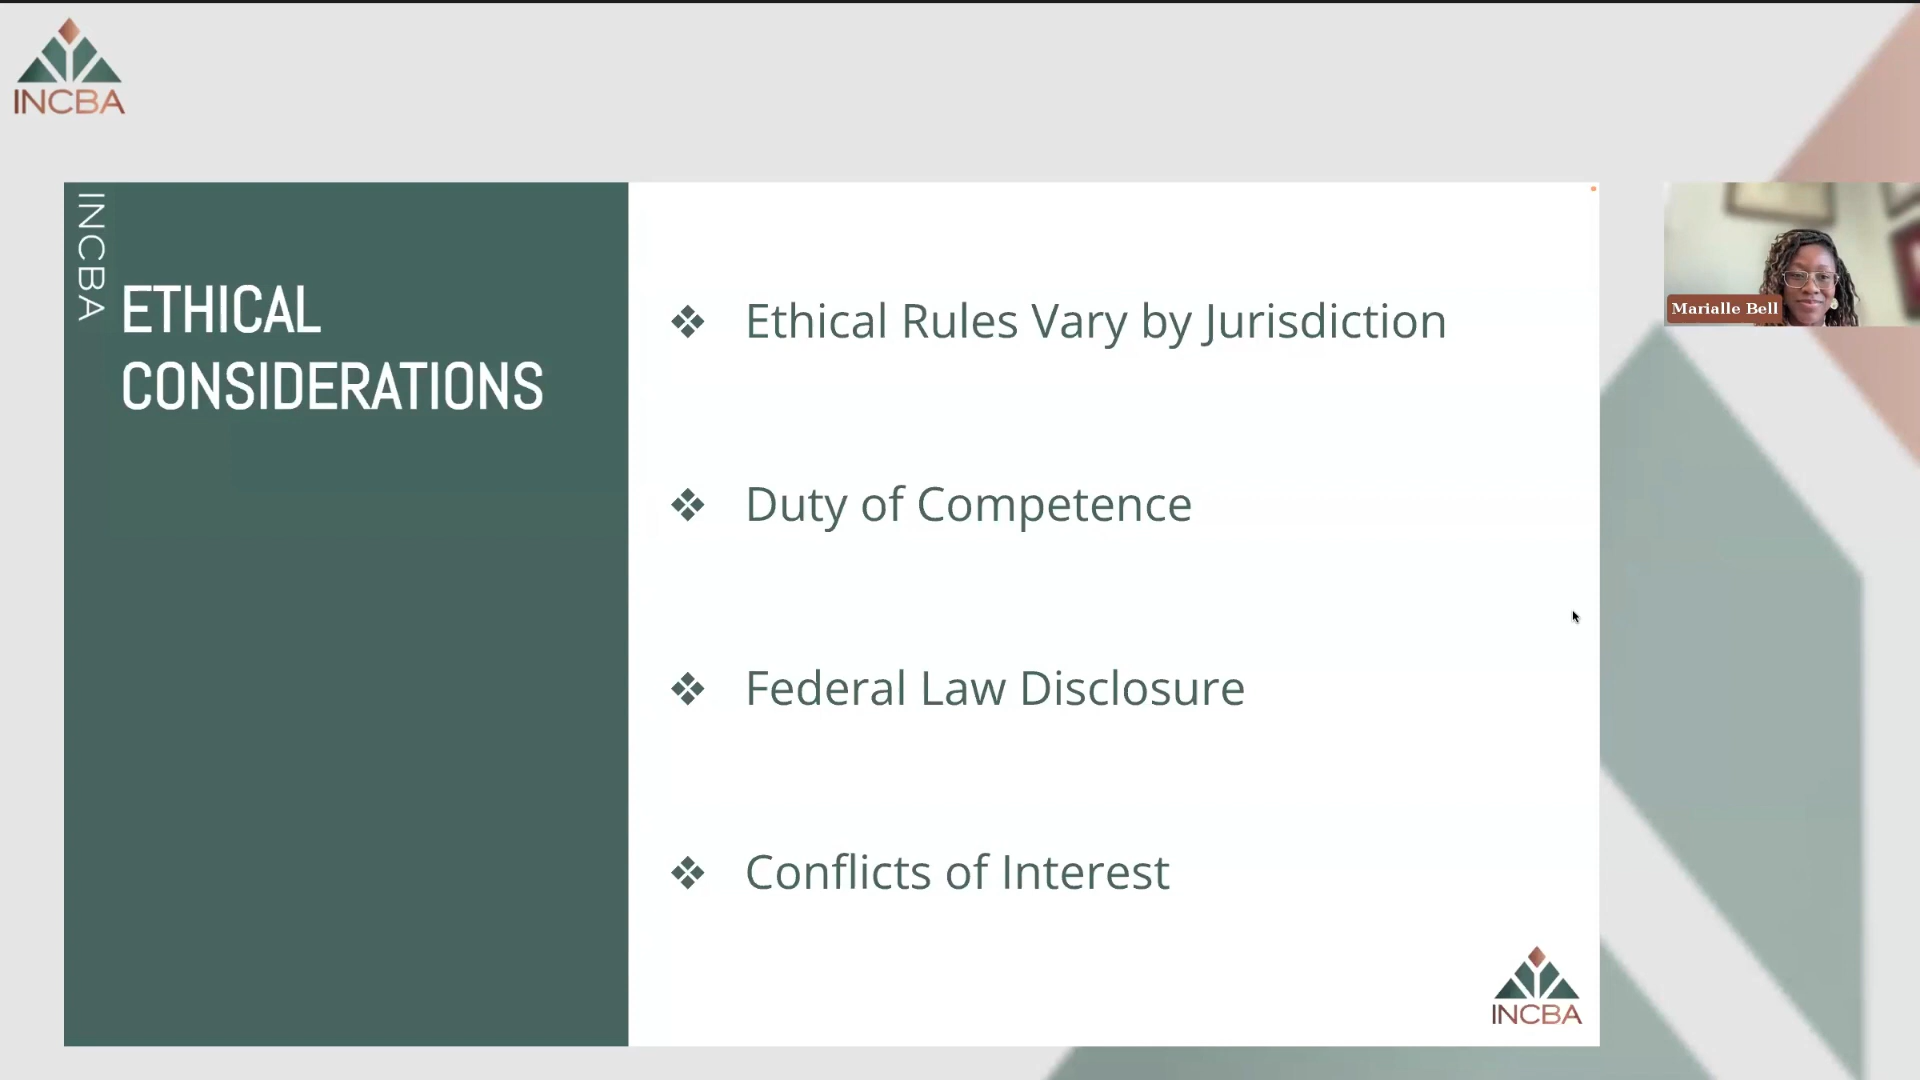 INCBA
INCBA
ETHICAL
CONSIDERATIONS
❖ Ethical Rules Vary by Jurisdiction
❖ Duty of Competence
❖ Federal Law Disclosure
❖ Conflicts of Interest
INCBA
Marialle Bell